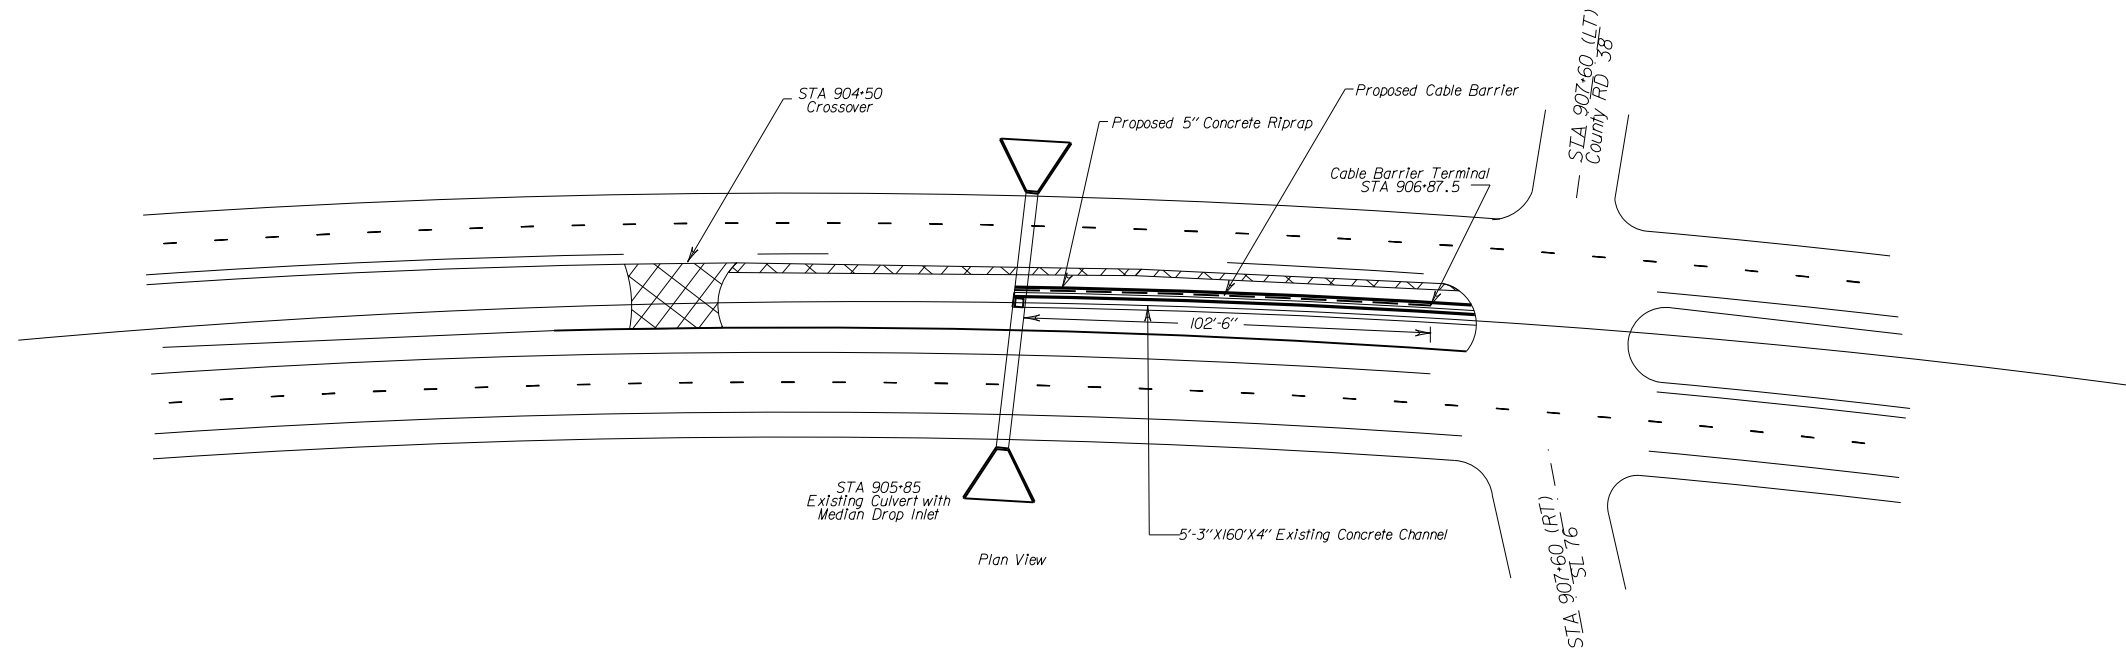 STA 904+50
Crossover
Proposed 5" Concrete Riprap
Proposed Cable Barrier
Cable Barrier Terminal
STA 906+87.5
STA 907+60 (LT)
County RD 38
102'-6"
STA 905+85
Existing Culvert with
Median Drop Inlet
5'-3"X160'X4" Existing Concrete Channel
Plan View
STA 907+60 (RT)
SL 76